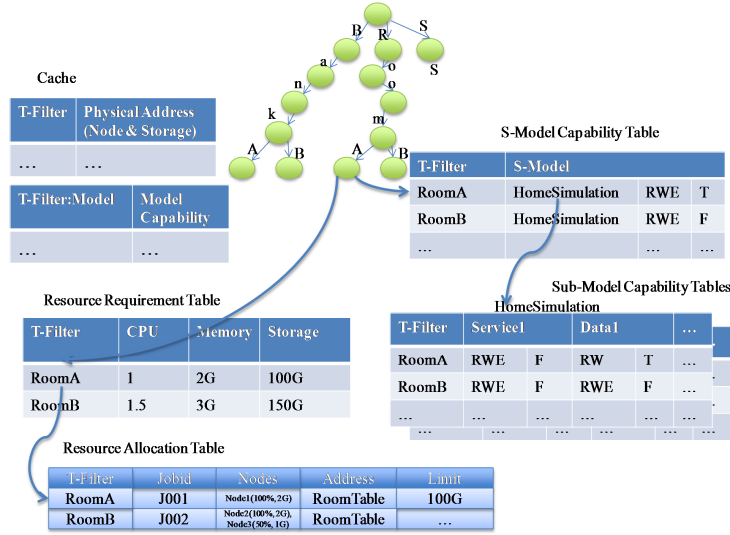 B R S
a o S
n o
k m
A B A B
Cache
T-Filter Physical Address
(Node & Storage)
... ...
T-Filter:Model Model
Capability
... ...
S-Model Capability Table
T-Filter S-Model
RoomA HomeSimulation RWE T
RoomB HomeSimulation RWE F
... ... ...
Resource Requirement Table
T-Filter CPU Memory Storage
RoomA 1 2G 100G
RoomB 1.5 3G 150G
Sub-Model Capability Tables
HomeSimulation
T-Filter Service1 Data1 ...
RoomA RWE F RW T ...
RoomB RWE F RWE F ...
... ... ... ... ... ...
... ... ... ... ... ...
Resource Allocation Table
T-Filter Jobid Nodes Address Limit
RoomA J001 Node1(100%,2G) RoomTable 100G
RoomB J002 Node2(100%,2G),
Node3(50%,1G) RoomTable ...